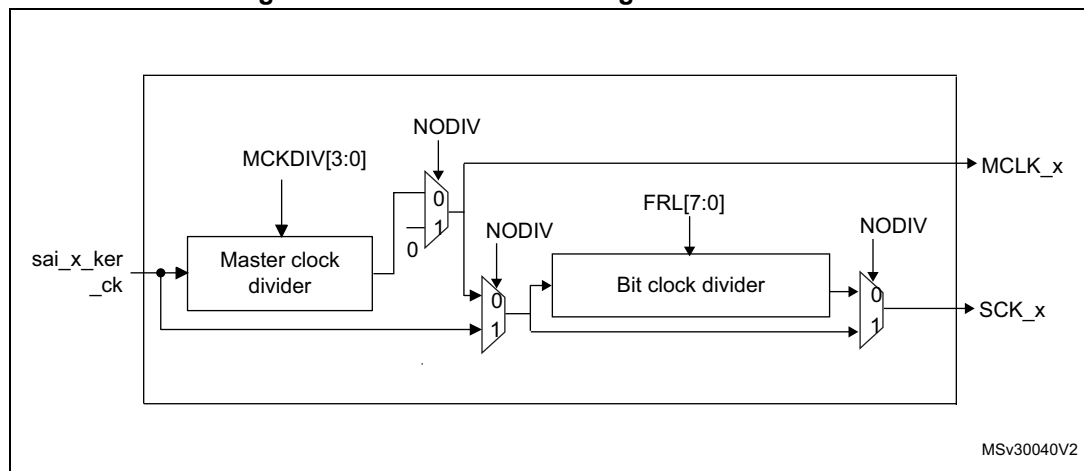 NODIV
MCKDIV[3:0]
MCLK_x
0
1
0
FRL[7:0]
NODIV
NODIV
sai_x_ker
_ck
Master clock
divider
Bit clock divider
0
1
0
1
SCK_x
MSv30040V2